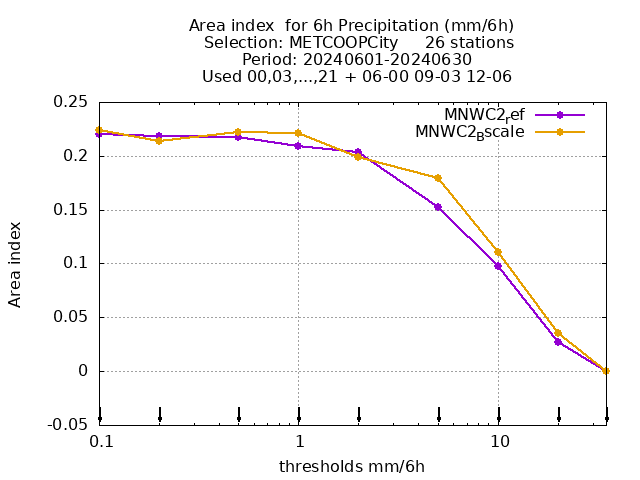 Area index  for 6h Precipitation (mm/6h)
Selection: METCOOPCity     26 stations
Period: 20240601-20240630
Used 00,03,...,21 + 06-00 09-03 12-06
MNWC2ref
MNWC2Bscale
0.25
0.2
0.15
0.1
0.05
0
-0.05
Area index
0.1
1
10
thresholds mm/6h